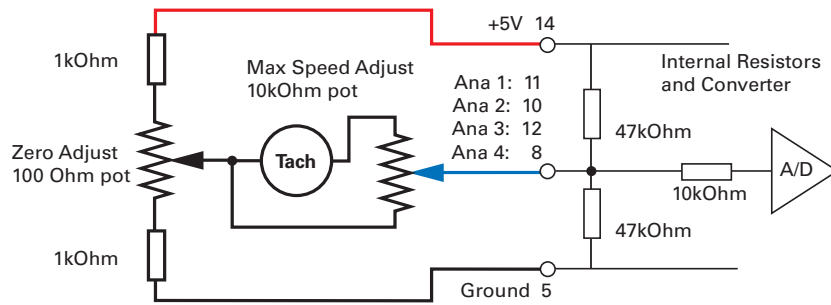 +5V 14
1kOhm
Max Speed Adjust
10kOhm pot
Internal Resistors
and Converter
Ana 1: 11
Ana 2: 10
Ana 3: 12
Ana 4: 8
47kOhm
Zero Adjust
100 Ohm pot
Tach
A/D
10kOhm
47kOhm
1kOhm
Ground 5